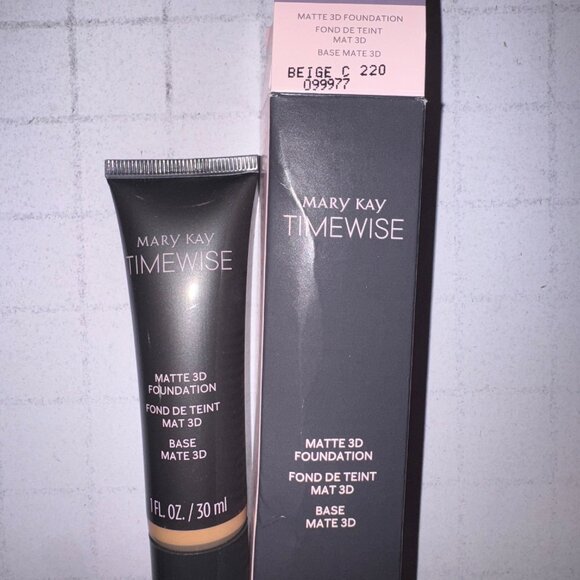 MATTE 3D FOUNDATION
FOND DE TEINT
MAT 3D
BASE MATE 3D
BEIGE C 220
099977
MARY KAY
TIMEWISE
MATTE 3D
FOUNDATION
FOND DE TEINT
MAT 3D
BASE
MATE 3D
MARY KAY
TIMEWISE
MATTE 3D
FOUNDATION
FOND DE TEINT
MAT 3D
BASE
MATE 3D
1 FL. OZ. / 30 ml